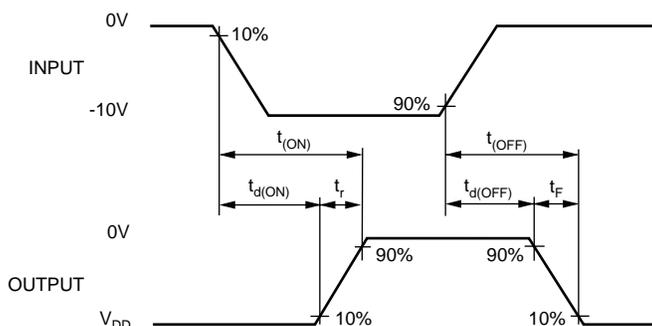 0V
10%
INPUT
90%
-10V
t(ON)
t(OFF)
td(ON)
tr
td(OFF)
tF
0V
90%
90%
OUTPUT
VDD
10%
10%